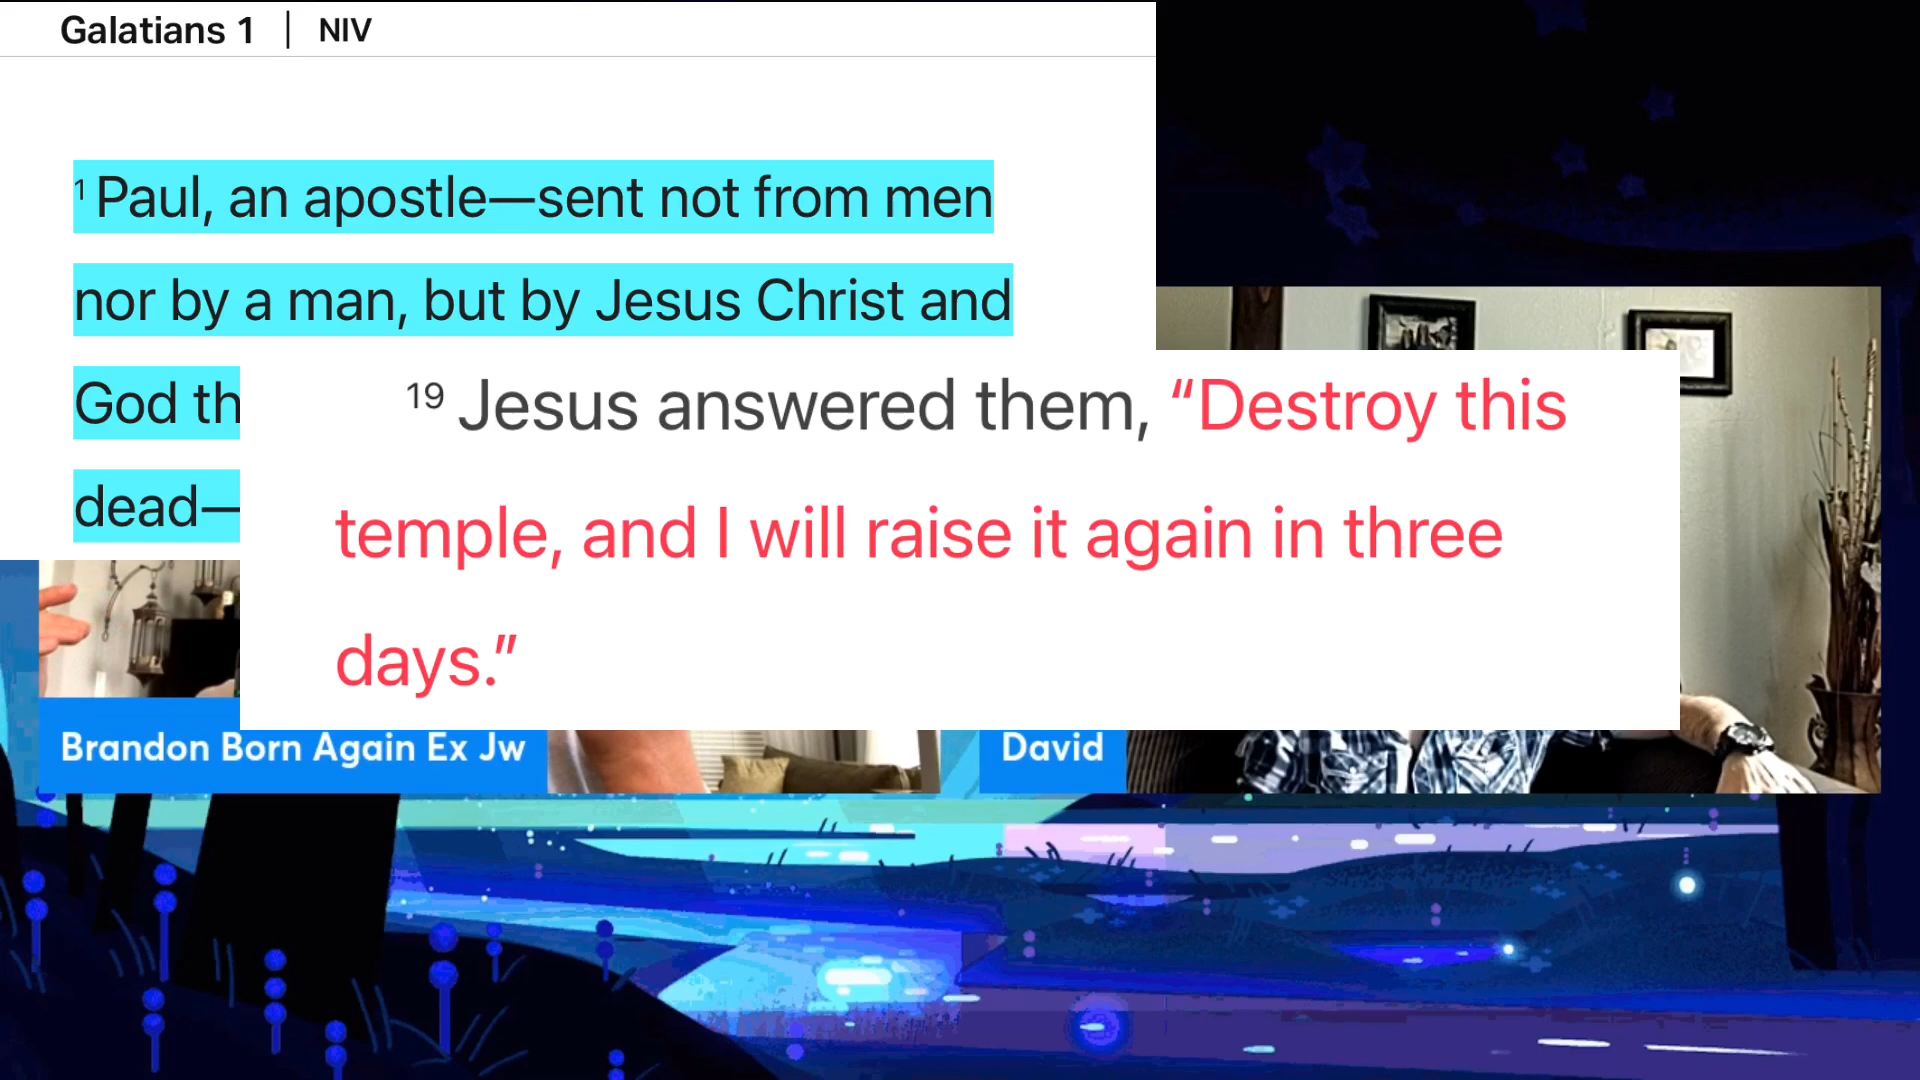 Galatians 1 | NIV
1 Paul, an apostle—sent not from men
nor by a man, but by Jesus Christ and
God th
dead—
19 Jesus answered them, “Destroy this
temple, and I will raise it again in three
days.”
Brandon Born Again Ex Jw
David